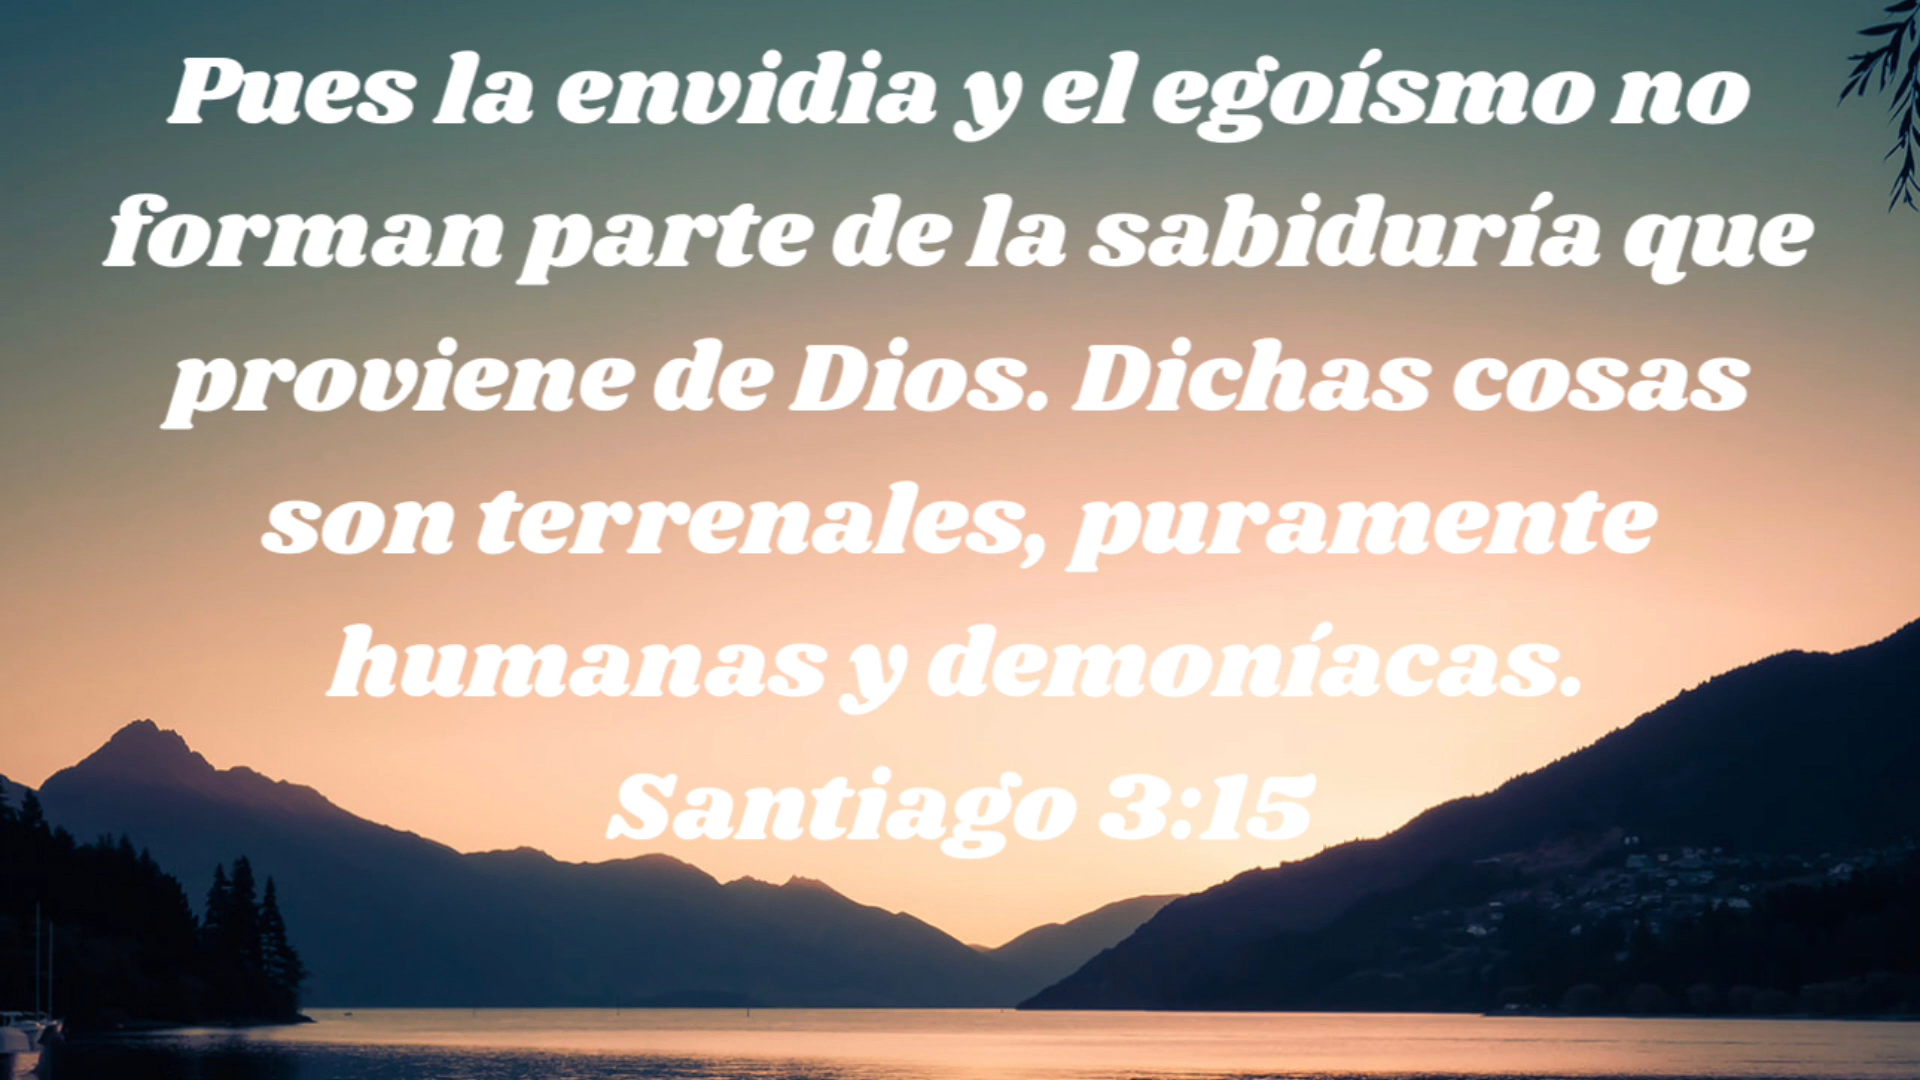 Pues la envidia y el egoísmo no
forman parte de la sabiduría que
proviene de Dios. Dichas cosas
son terrenales, puramente
humanas y demoníacas.
Santiago 3:15